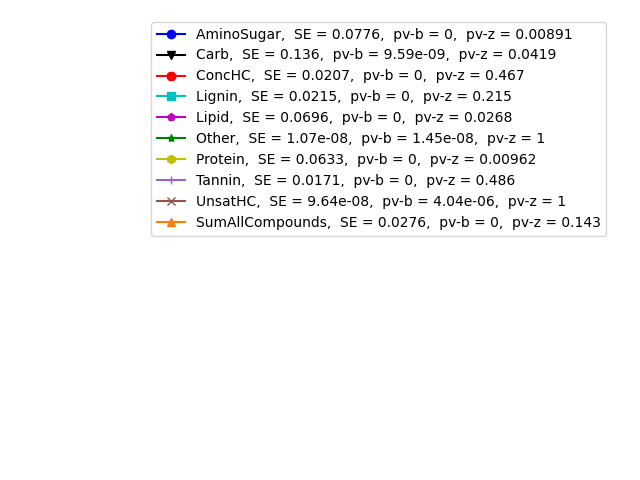 AminoSugar,  SE = 0.0776,  pv-b = 0,  pv-z = 0.00891
Carb,  SE = 0.136,  pv-b = 9.59e-09,  pv-z = 0.0419
ConcHC,  SE = 0.0207,  pv-b = 0,  pv-z = 0.467
Lignin,  SE = 0.0215,  pv-b = 0,  pv-z = 0.215
Lipid,  SE = 0.0696,  pv-b = 0,  pv-z = 0.0268
Other,  SE = 1.07e-08,  pv-b = 1.45e-08,  pv-z = 1
Protein,  SE = 0.0633,  pv-b = 0,  pv-z = 0.00962
Tannin,  SE = 0.0171,  pv-b = 0,  pv-z = 0.486
UnsatHC,  SE = 9.64e-08,  pv-b = 4.04e-06,  pv-z = 1
SumAllCompounds,  SE = 0.0276,  pv-b = 0,  pv-z = 0.143